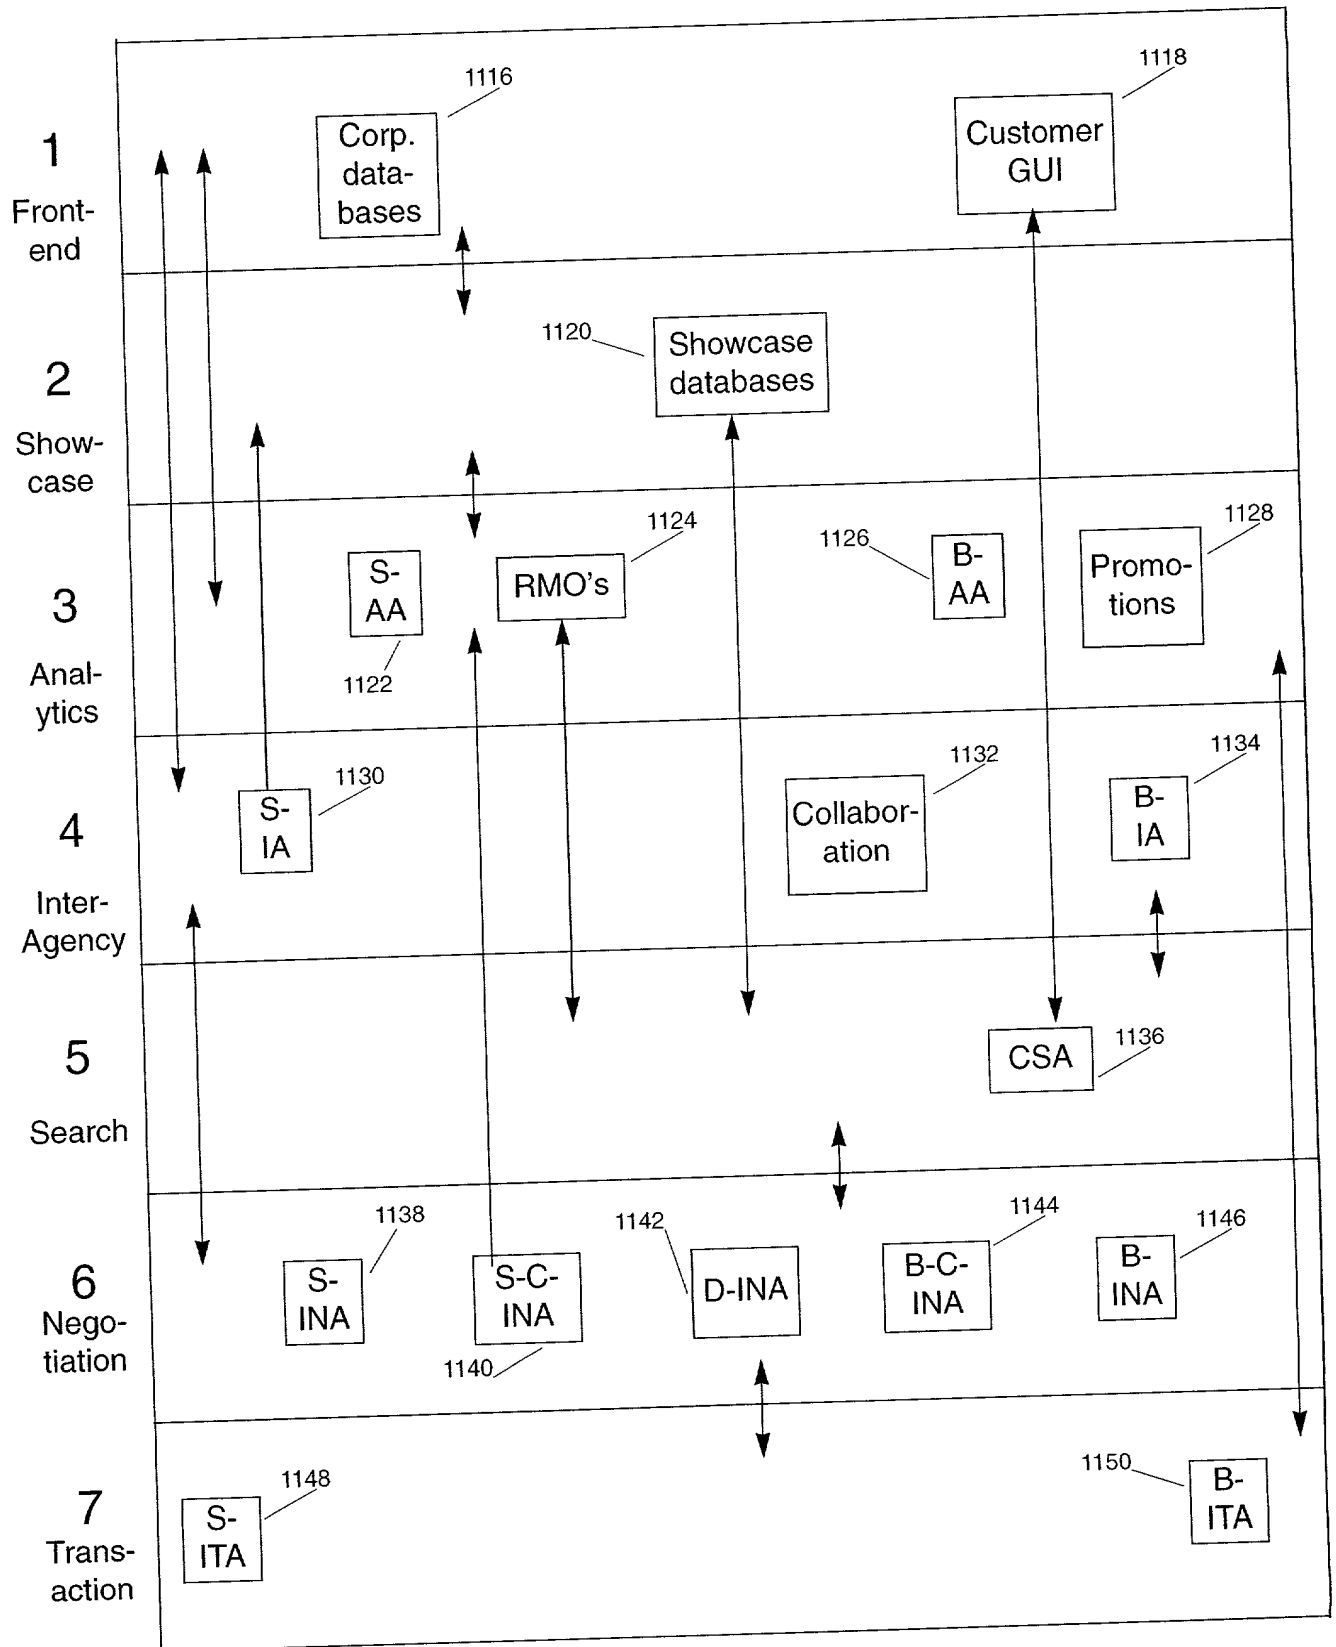 1116
1118
Corp.
data-
bases
Customer
GUI
1
Front-
end
1120
Showcase
databases
2
Show-
case
1124
1126
1128
S-
AA
RMO's
B-
AA
Promo-
tions
1122
3
Anal-
ytics
1130
1132
1134
S-
IA
Collabor-
ation
B-
IA
4
Inter-
Agency
CSA
1136
5
Search
1138
1142
1144
1146
S-
INA
S-C-
INA
D-INA
B-C-
INA
B-
INA
1140
6
Nego-
tiation
1148
1150
S-
ITA
B-
ITA
7
Trans-
action